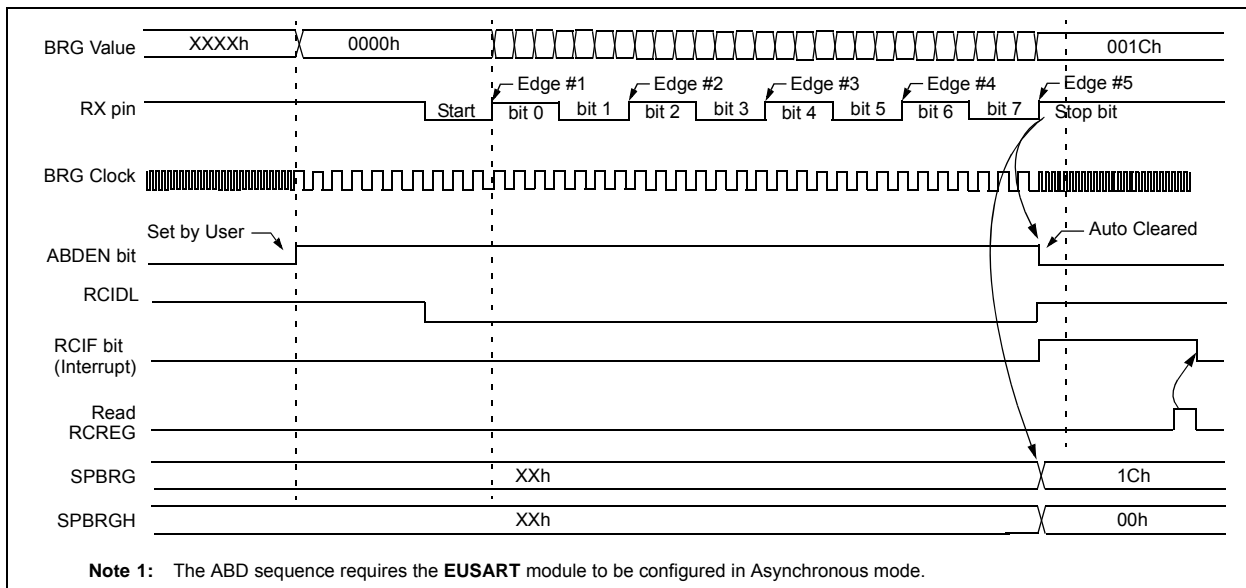 BRG Value XXXXh 0000h 001Ch
Edge #1 Edge #2 Edge #3 Edge #4 Edge #5
RX pin Start bit 0 bit 1 bit 2 bit 3 bit 4 bit 5 bit 6 bit 7 Stop bit
BRG Clock
Set by User Auto Cleared
ABDEN bit
RCIDL
RCIF bit
(Interrupt)
Read
RCREG
SPBRG XXh 1Ch
SPBRGH XXh 00h
Note 1: The ABD sequence requires the EUSART module to be configured in Asynchronous mode.